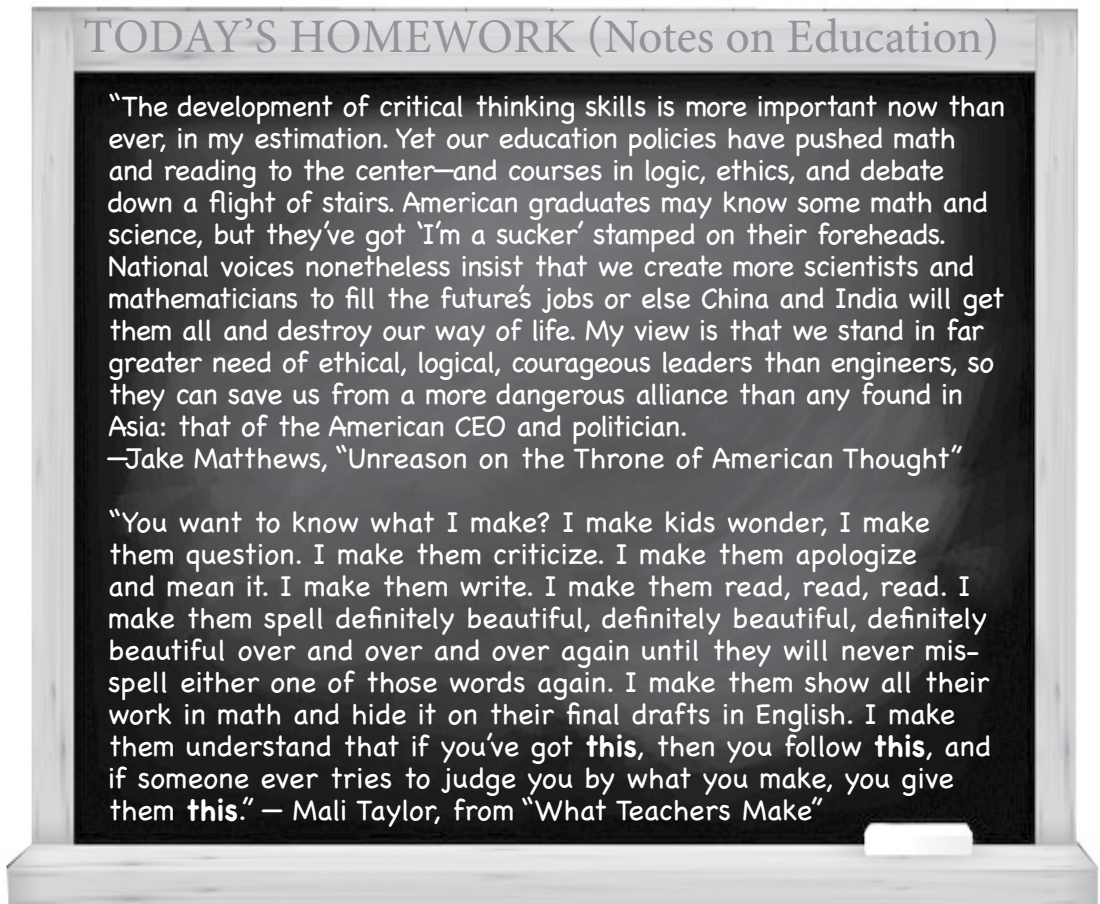 TODAY’S HOMEWORK (Notes on Education)
“The development of critical thinking skills is more important now than
ever, in my estimation. Yet our education policies have pushed math
and reading to the center—and courses in logic, ethics, and debate
down a flight of stairs. American graduates may know some math and
science, but they’ve got ‘I’m a sucker’ stamped on their foreheads.
National voices nonetheless insist that we create more scientists and
mathematicians to fill the future’s jobs or else China and India will get
them all and destroy our way of life. My view is that we stand in far
greater need of ethical, logical, courageous leaders than engineers, so
they can save us from a more dangerous alliance than any found in
Asia: that of the American CEO and politician.
—Jake Matthews, “Unreason on the Throne of American Thought”
“You want to know what I make? I make kids wonder, I make
them question. I make them criticize. I make them apologize
and mean it. I make them write. I make them read, read, read. I
make them spell definitely beautiful, definitely beautiful, definitely
beautiful over and over and over again until they will never mis-
spell either one of those words again. I make them show all their
work in math and hide it on their final drafts in English. I make
them understand that if you’ve got this, then you follow this, and
if someone ever tries to judge you by what you make, you give
them this.” — Mali Taylor, from “What Teachers Make”